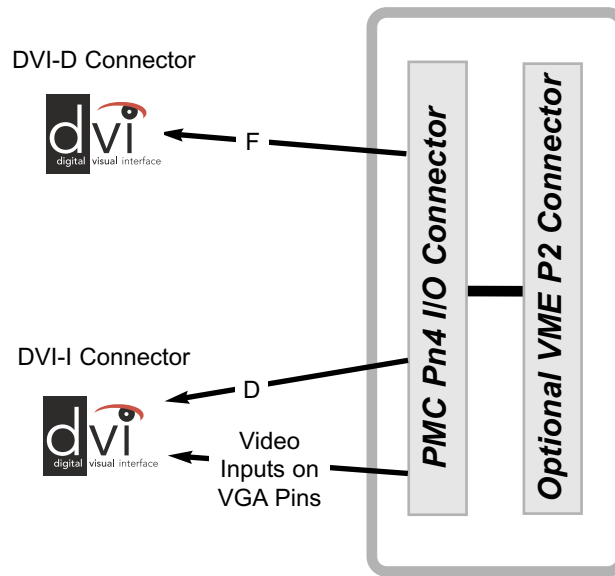 DVI-D Connector
dvi
digital visual interface
F
DVI-I Connector
dvi
digital visual interface
D
Video
Inputs on
VGA Pins
PMC Pn4 I/O Connector
Optional VME P2 Connector